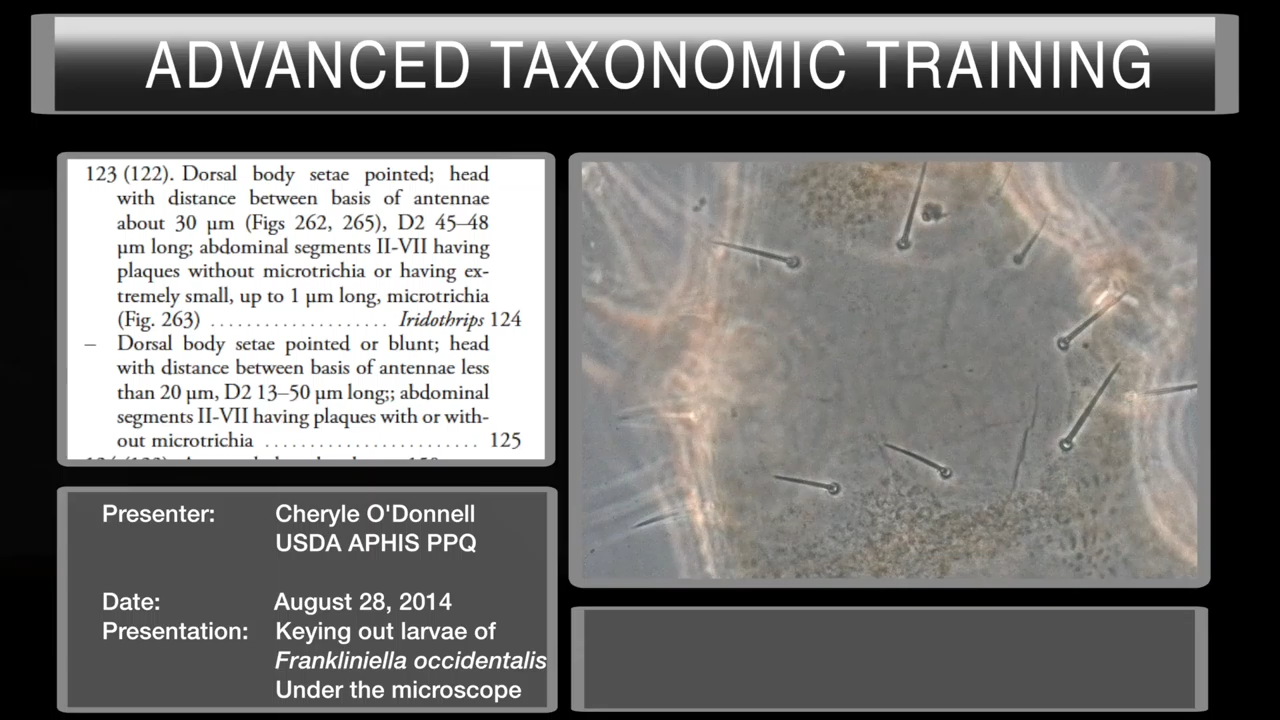 ADVANCED TAXONOMIC TRAINING
123 (122). Dorsal body setae pointed; head
with distance between basis of antennae
about 30 µm (Figs 262, 265), D2 45–48
µm long; abdominal segments II-VII having
plaques without microtrichia or having ex-
tremely small, up to 1 µm long, microtrichia
(Fig. 263) .................... Iridothrips 124
– Dorsal body setae pointed or blunt; head
with distance between basis of antennae less
than 20 µm, D2 13–50 µm long;; abdominal
segments II-VII having plaques with or with-
out microtrichia ........................ 125
Presenter: Cheryle O'Donnell
USDA APHIS PPQ
Date: August 28, 2014
Presentation: Keying out larvae of
Frankliniella occidentalis
Under the microscope